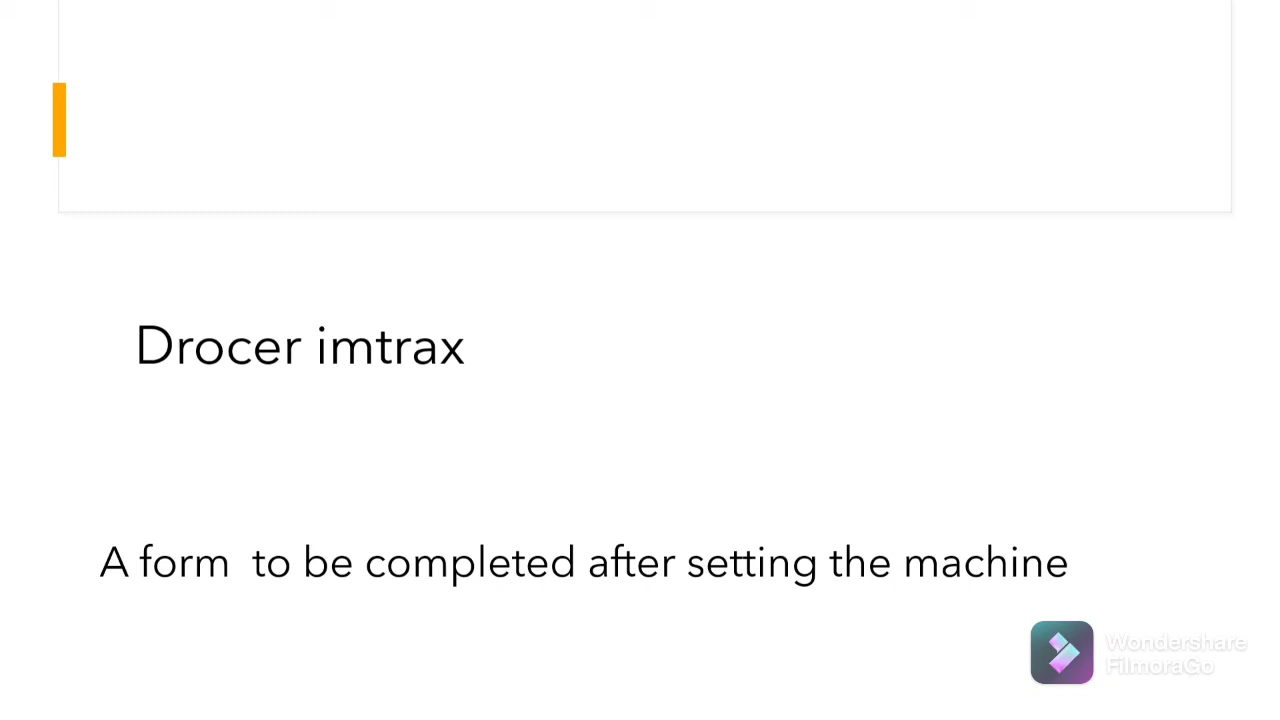 Drocer imtrax
A form to be completed after setting the machine
Wondershare
FilmoraGo